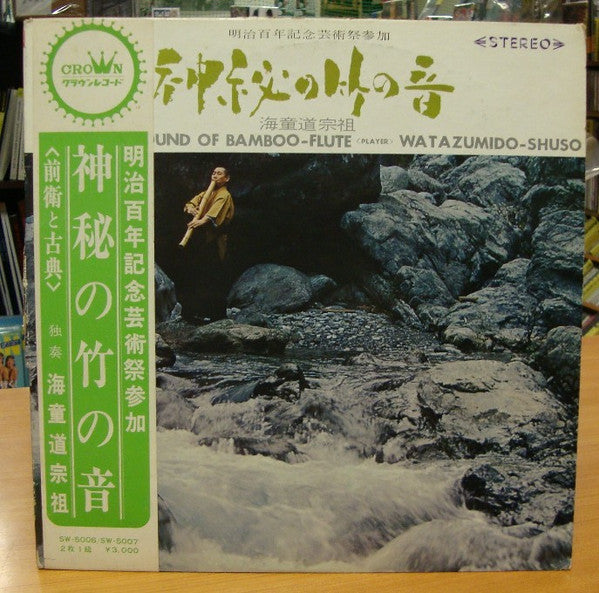 明治百年記念芸術祭参加
STEREO
神秘の竹の音
海童道宗祖
OUND OF BAMBOO-FLUTE (PLAYER) WATAZUMIDO-SHUSO
CROWN
クラウンレコード
明治百年記念芸術祭参加
神秘の竹の音
〈前衛と古典〉
独奏 海童道宗祖
SW-5006/SW-5007
2枚1組 ¥3,000